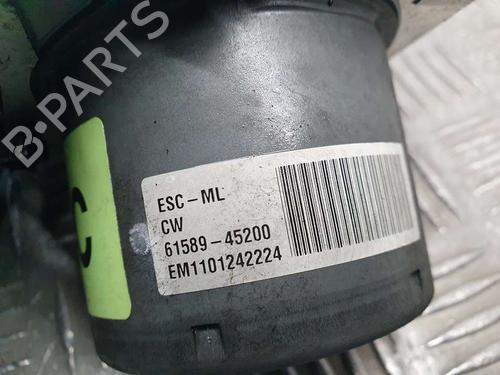 B-PARTS
C
ESC-ML
CW
61589-45200
EM1101242224